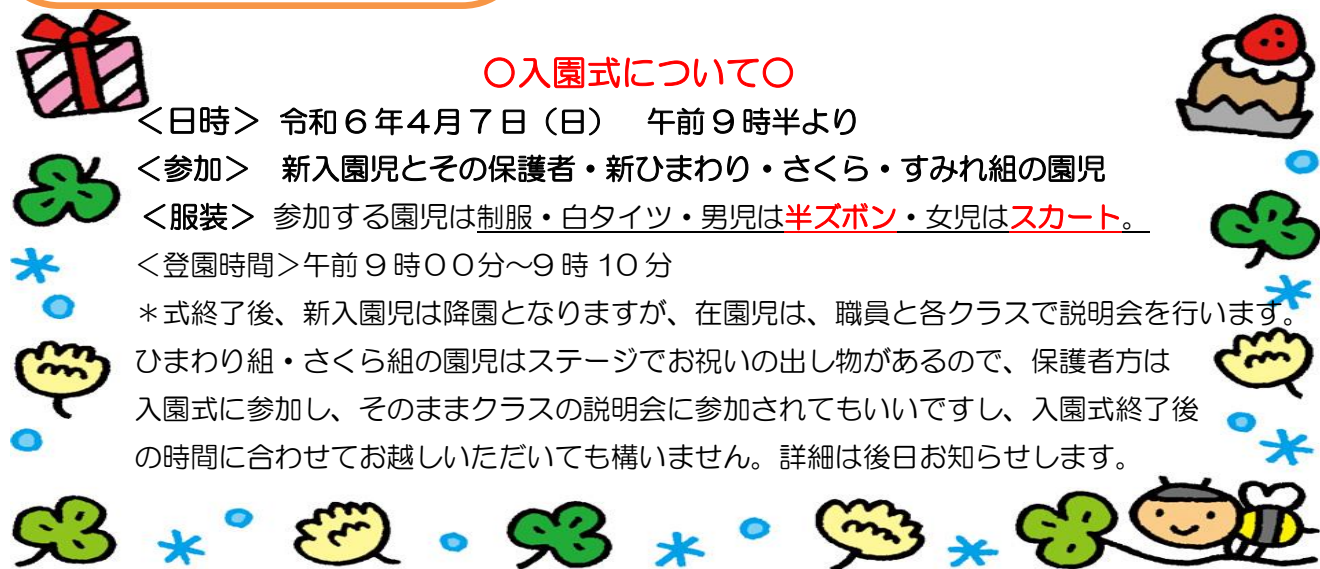 〇入園式について〇
＜日時＞ 令和６年４月７日（日）　午前９時半より
＜参加＞　新入園児とその保護者・新ひまわり・さくら・すみれ組の園児
＜服装＞ 参加する園児は制服・白タイツ・男児は半ズボン・女児はスカート。
＜登園時間＞午前９時００分～９時10分
＊式終了後、新入園児は降園となりますが、在園児は、職員と各クラスで説明会を行います。
ひまわり組・さくら組の園児はステージでお祝いの出し物があるので、保護者方は
入園式に参加し、そのままクラスの説明会に参加されてもいいですし、入園式終了後
の時間に合わせてお越しいただいても構いません。詳細は後日お知らせします。